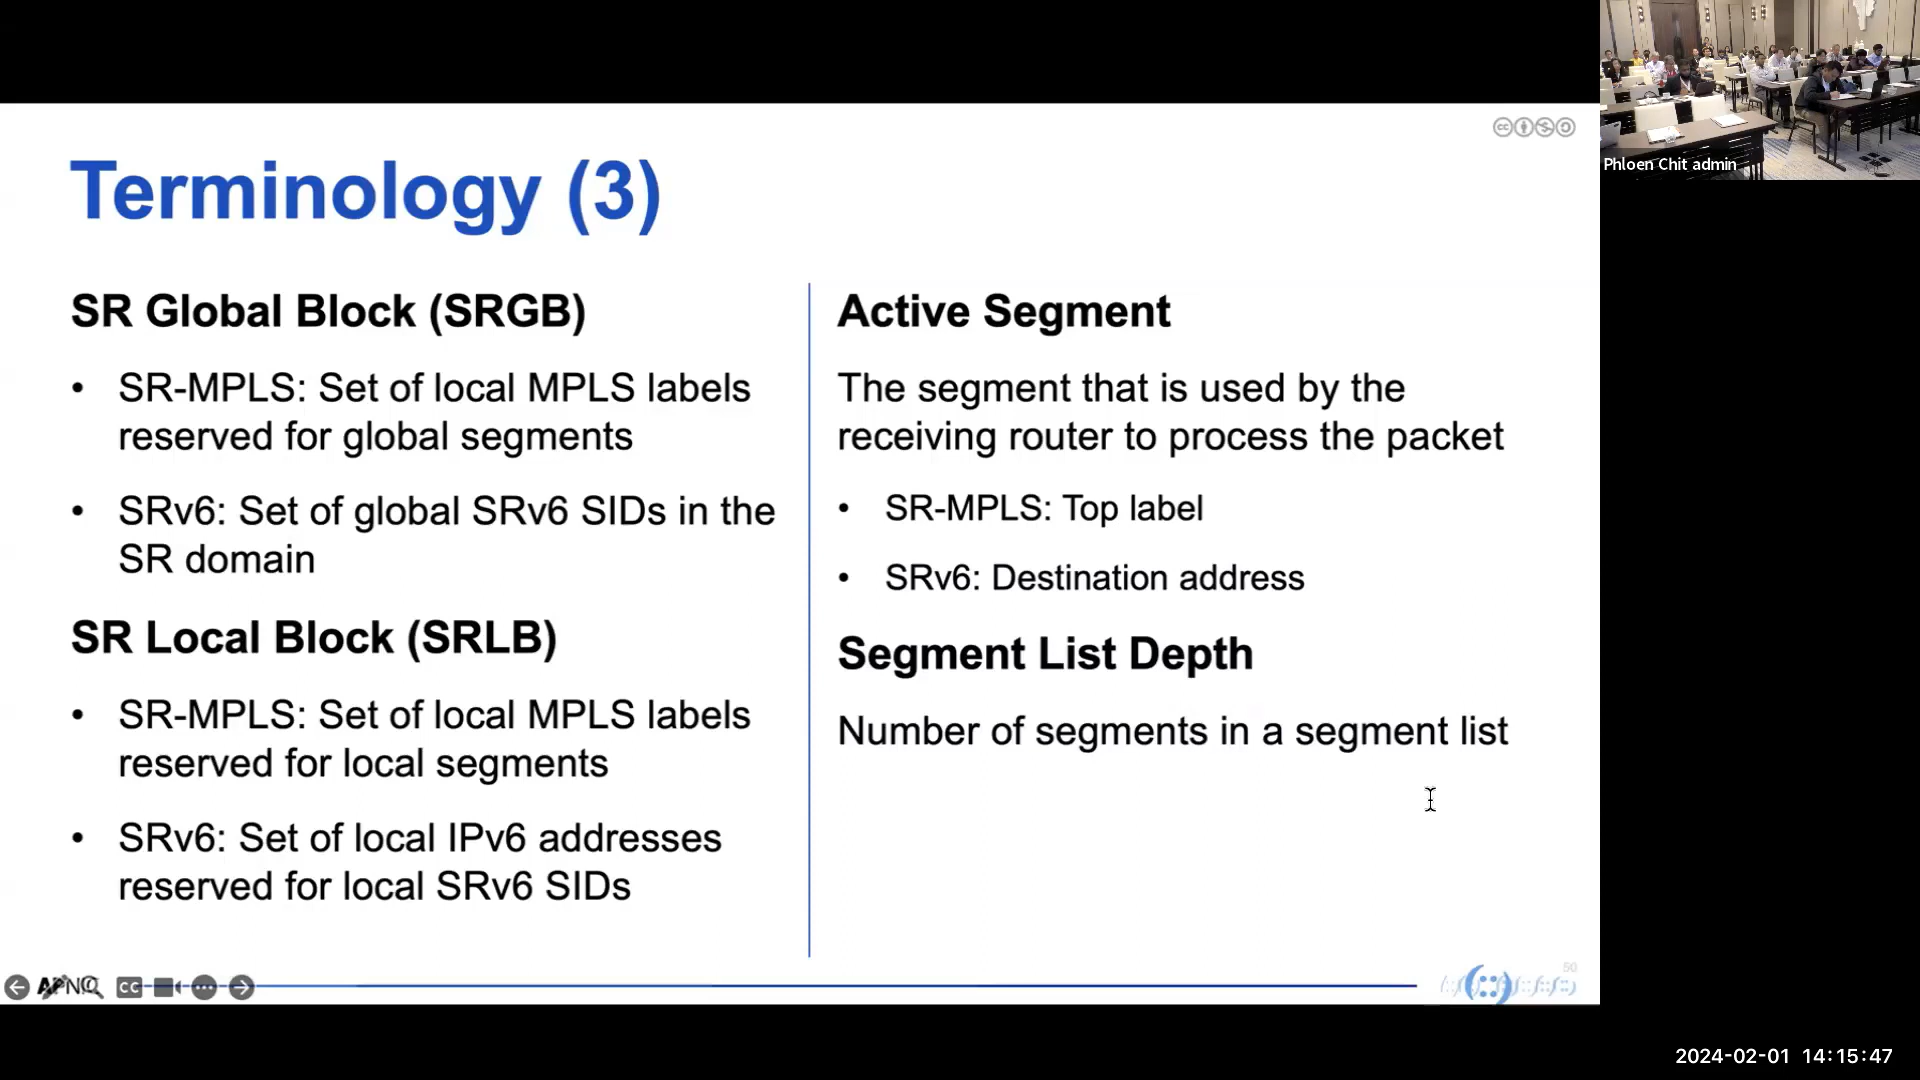 Terminology (3)
SR Global Block (SRGB)
• SR-MPLS: Set of local MPLS labels
reserved for global segments
• SRv6: Set of global SRv6 SIDs in the
SR domain
SR Local Block (SRLB)
• SR-MPLS: Set of local MPLS labels
reserved for local segments
• SRv6: Set of local IPv6 addresses
reserved for local SRv6 SIDs
Active Segment
The segment that is used by the
receiving router to process the packet
• SR-MPLS: Top label
• SRv6: Destination address
Segment List Depth
Number of segments in a segment list
Phloen Chit admin
CC
50
2024-02-01 14:15:47